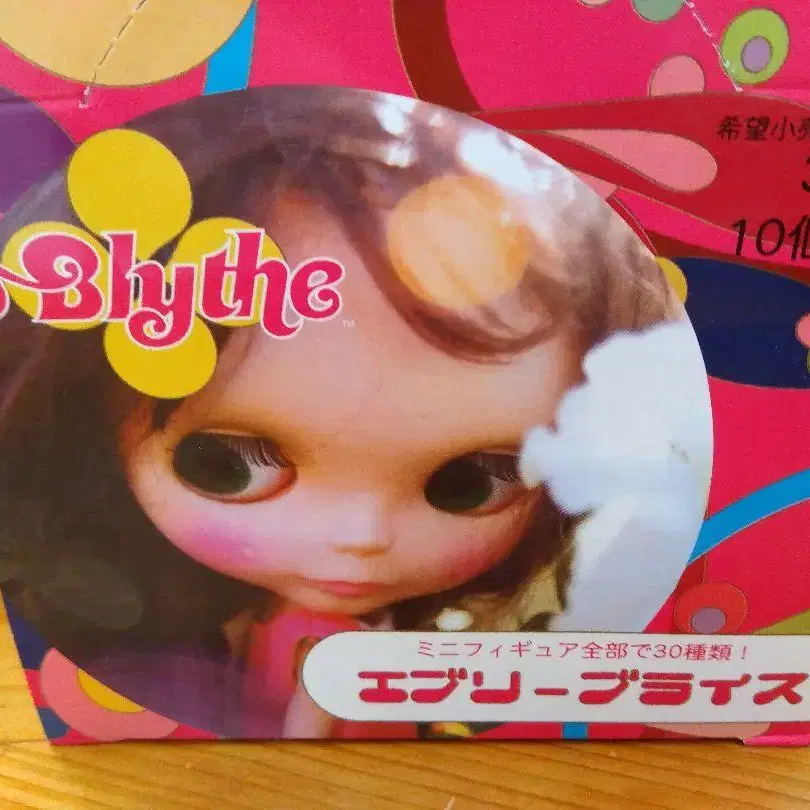 Blythe™
希望小売
10個
ミニフィギュア全部で30種類！
エブリーブライス